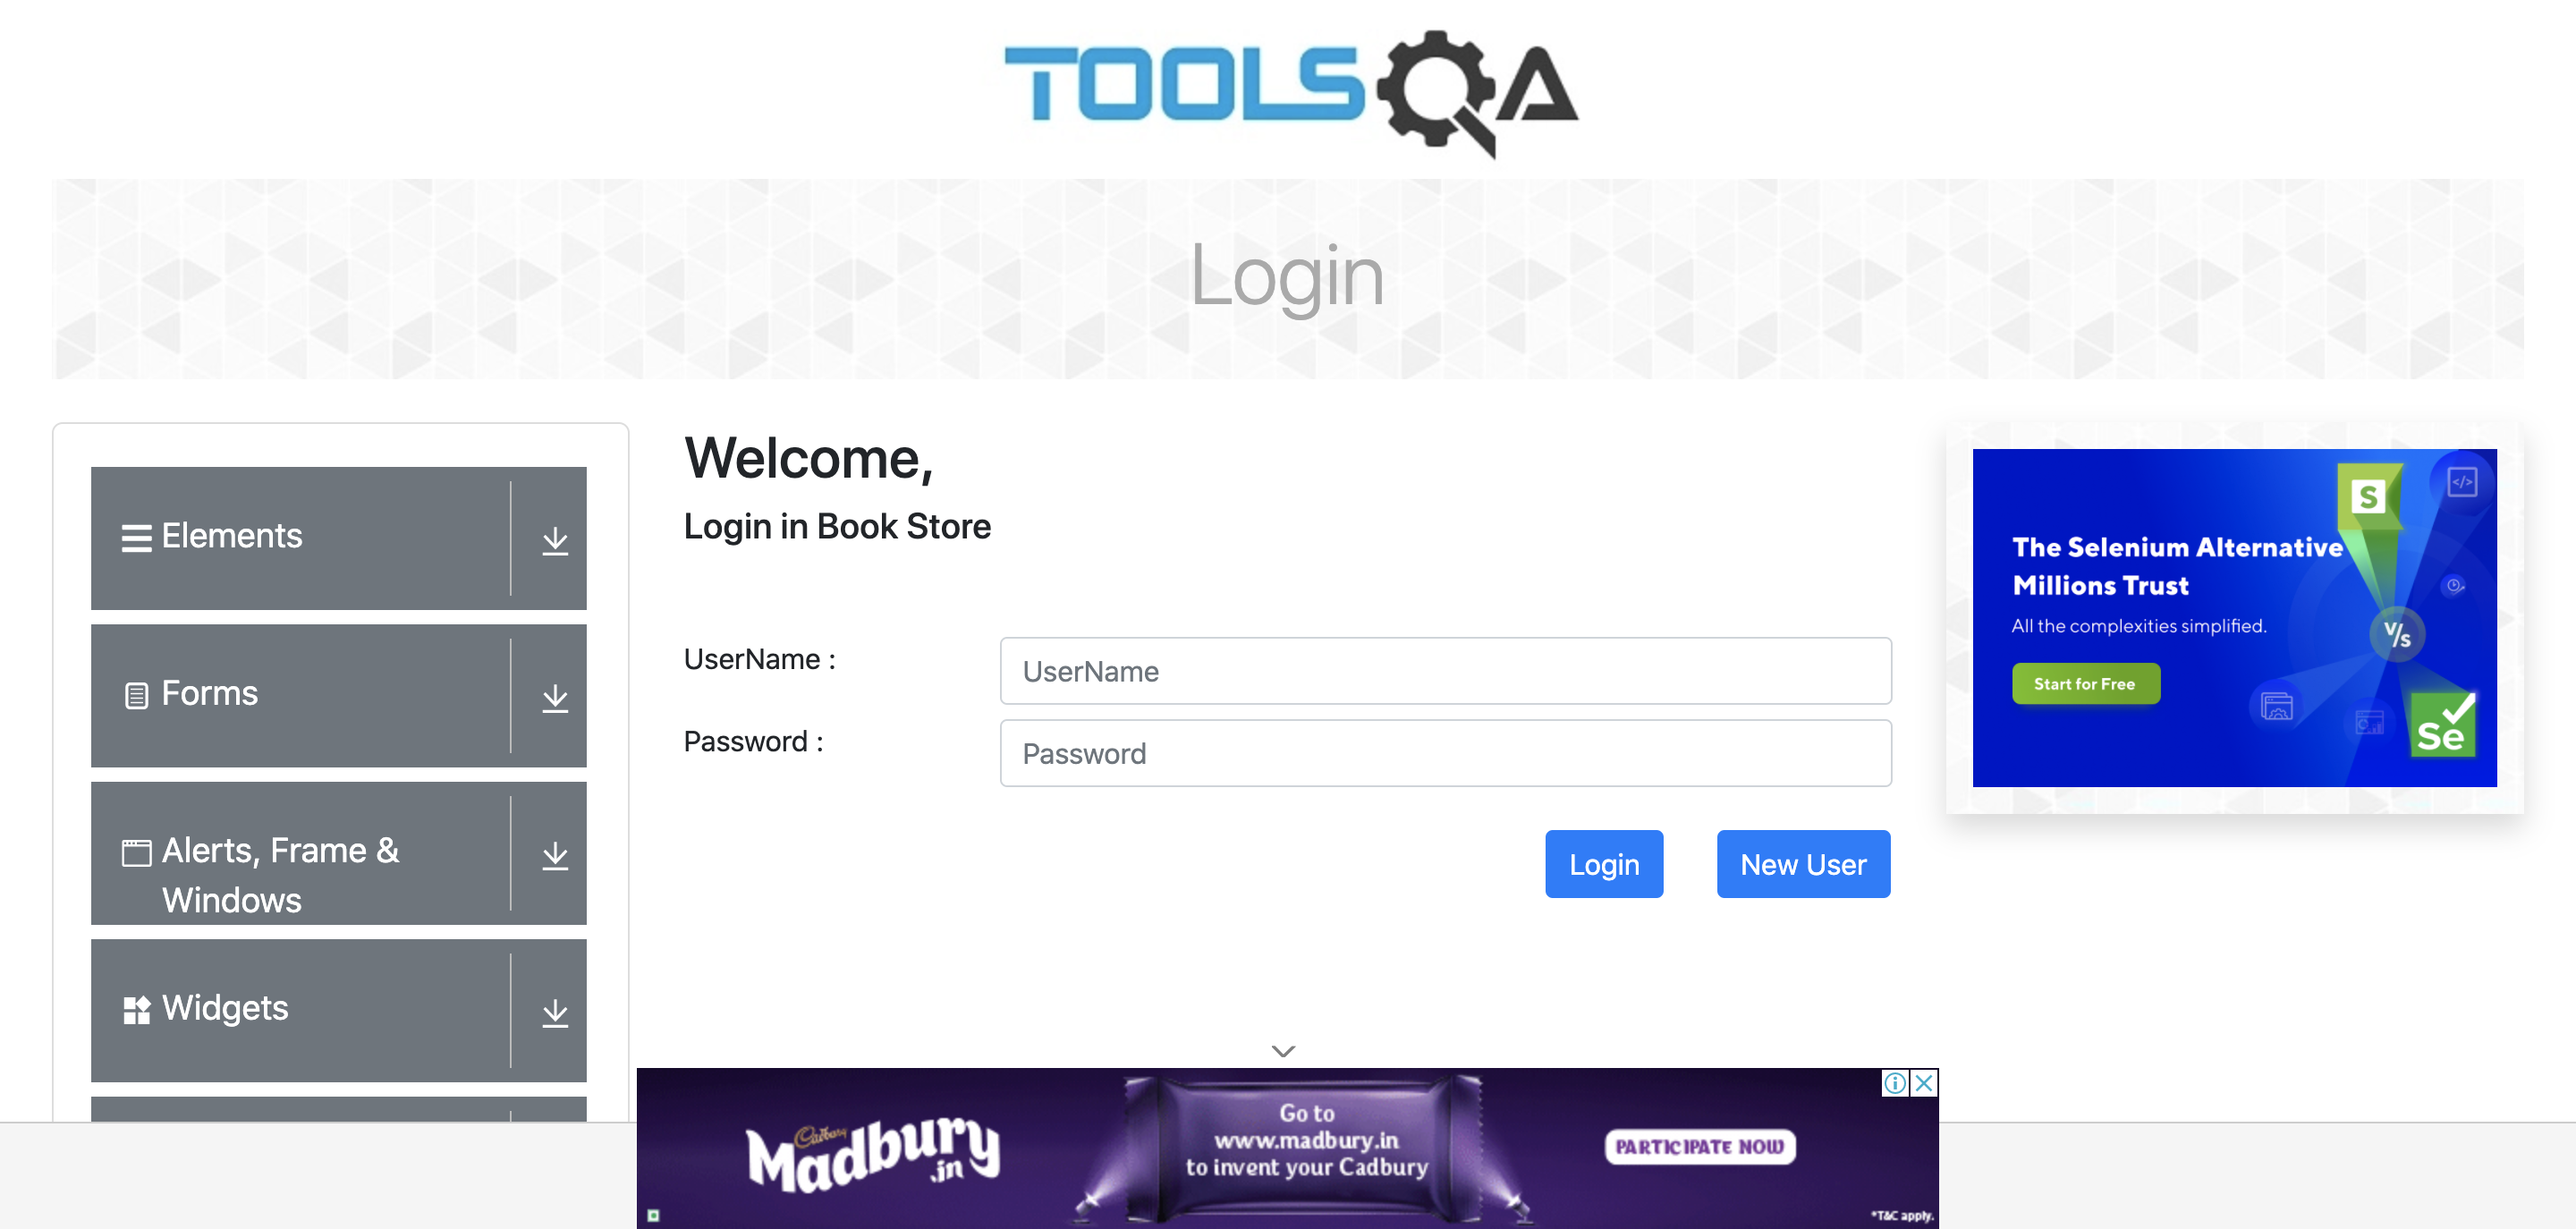 TOOLSQA
Login
Elements
Forms
Alerts, Frame &
Windows
Widgets
Welcome,
Login in Book Store
UserName :
UserName
Password :
Password
Login
New User
The Selenium Alternative
Millions Trust
All the complexities simplified.
Start for Free
S
</>
V/s
Se
Cadbury
Madbury
.in
Go to
www.madbury.in
to invent your Cadbury
PARTICIPATE NOW
*T&C apply.